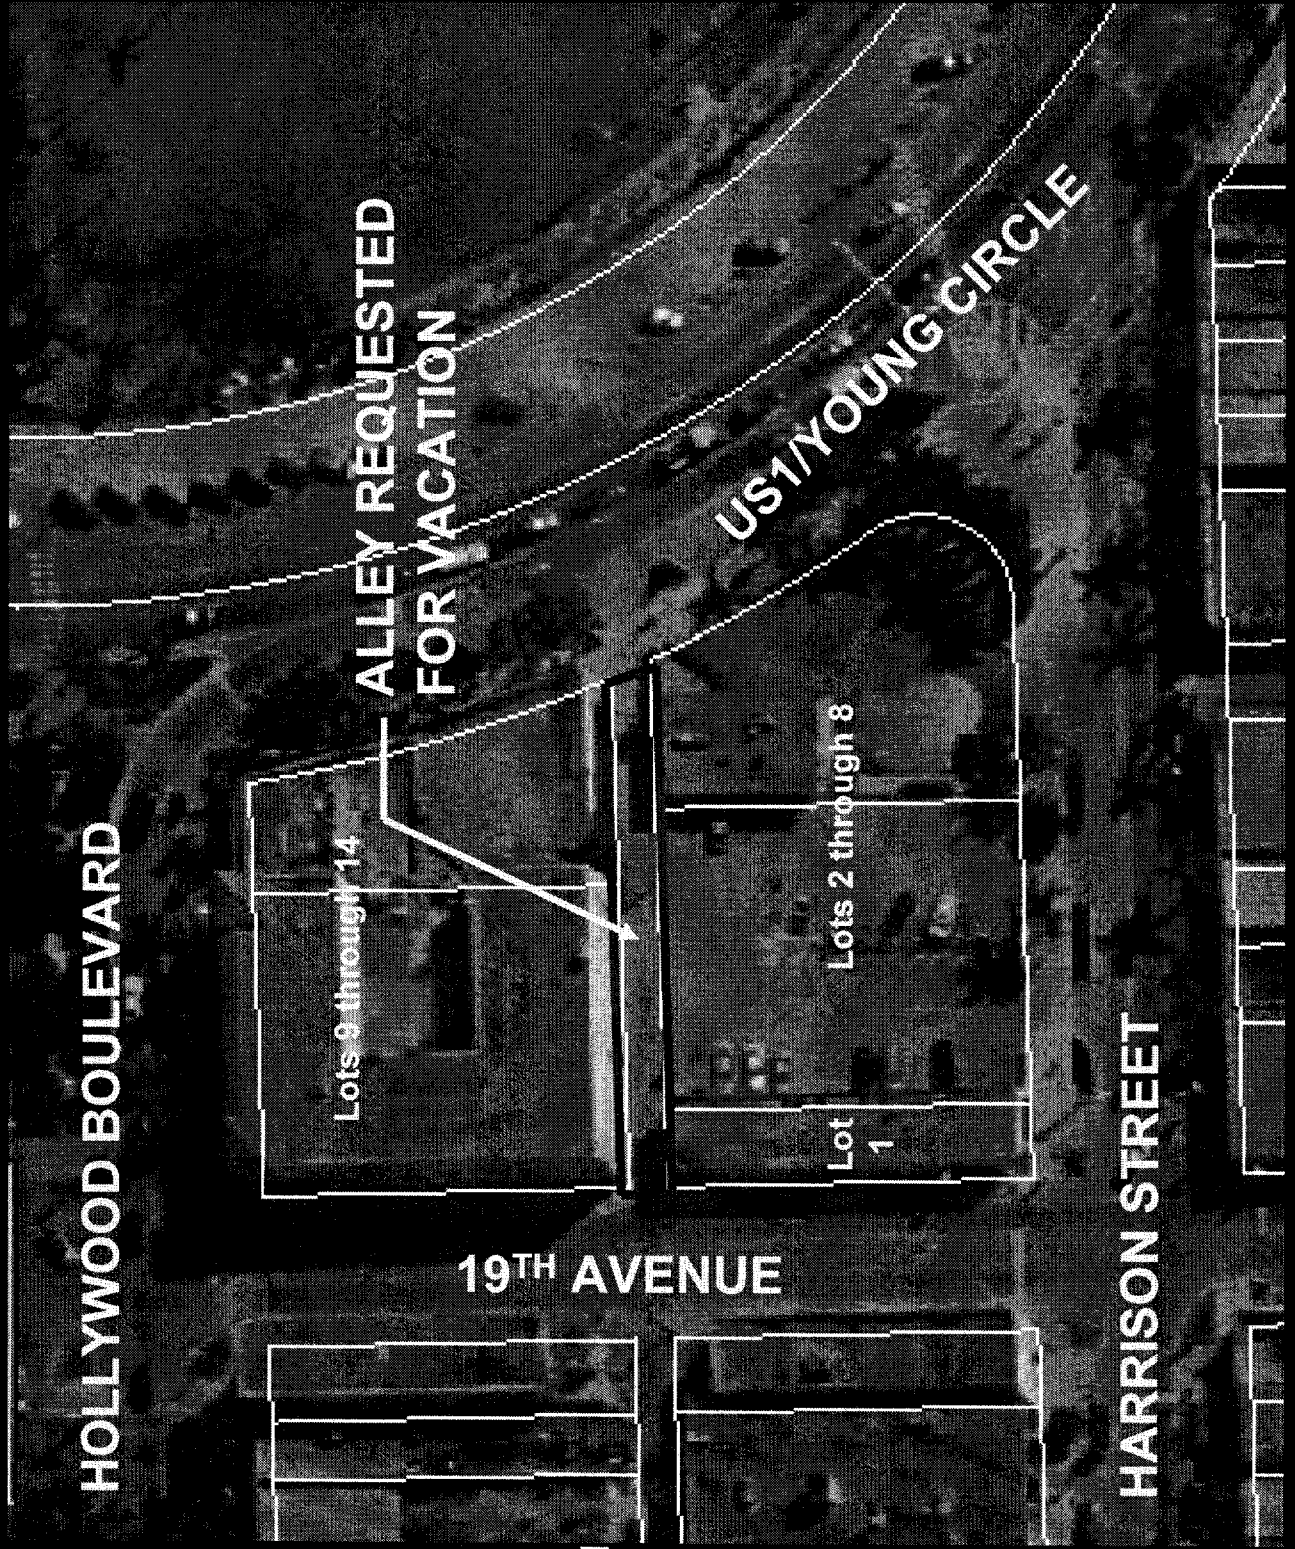 ALLEY REQUESTED
FOR VACATION
US1/YOUNG CIRCLE
HOLLYWOOD BOULEVARD
Lots 9 through 14
Lots 2 through 8
Lot
1
19TH AVENUE
HARRISON STREET